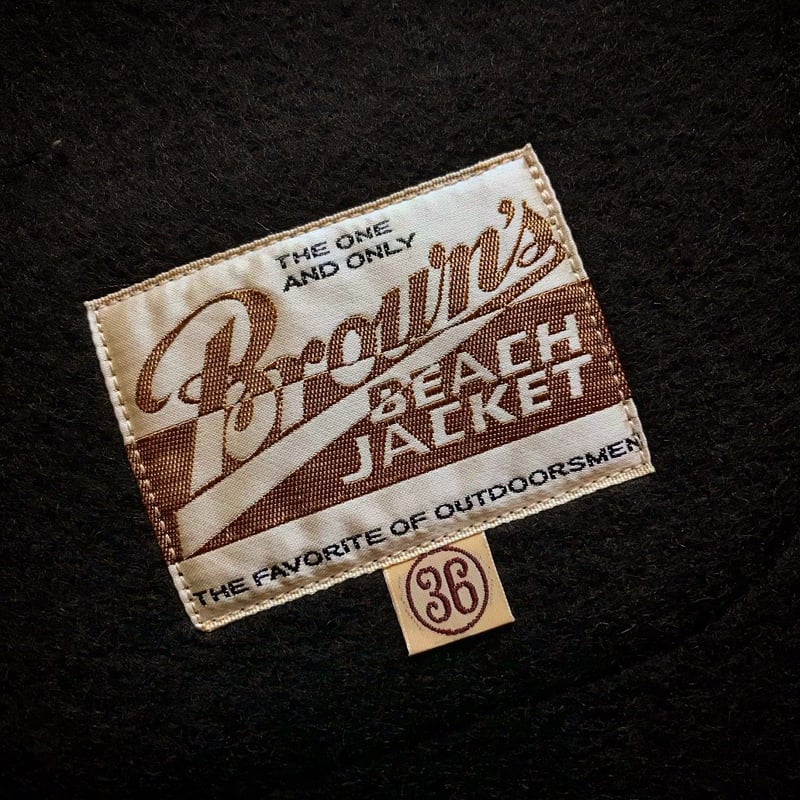 THE ONE
AND ONLY
Brown's
BEACH
JACKET
THE FAVORITE OF OUTDOORSMEN
36